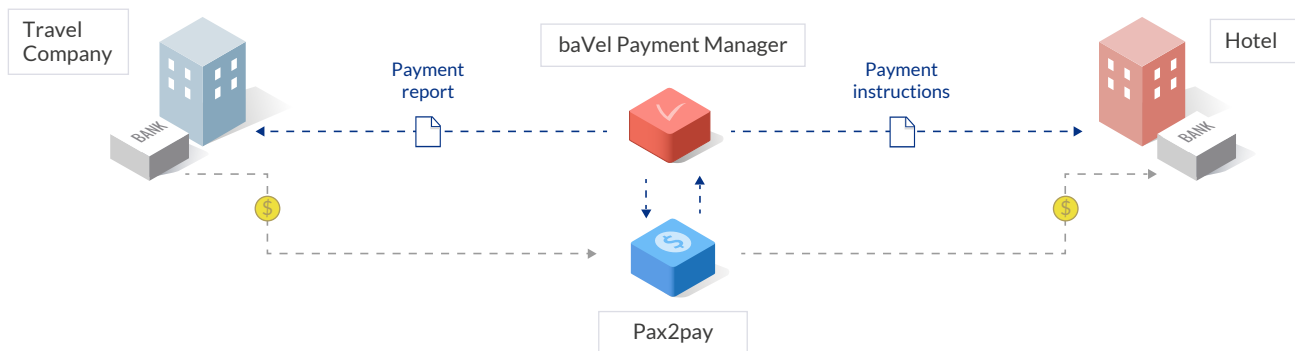 Travel
Company
baVel Payment Manager
Hotel
Payment
report
Payment
instructions
BANK
BANK
$
$
$
Pax2pay